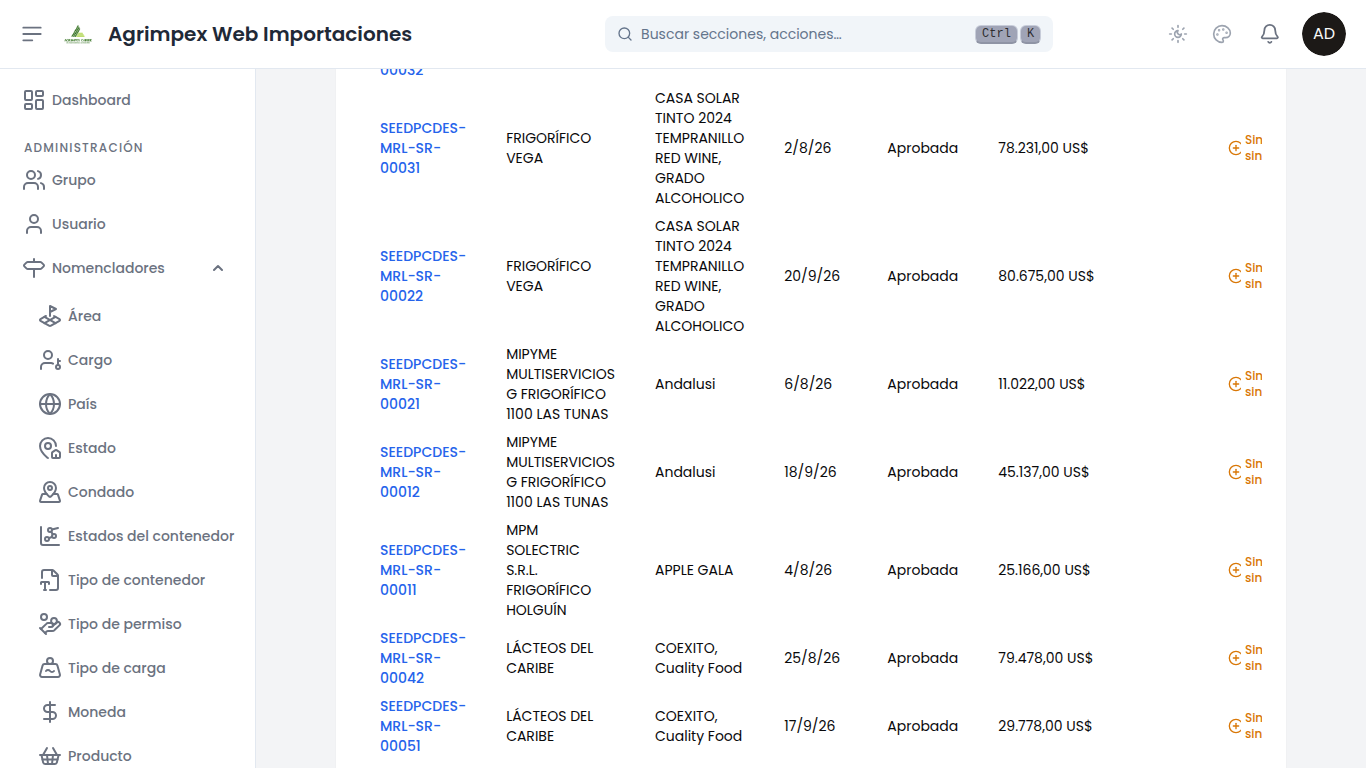 Agrimpex Web Importaciones
Buscar secciones, acciones...
Ctrl K
AD
Dashboard
ADMINISTRACIÓN
Grupo
Usuario
Nomencladores
Área
Cargo
País
Estado
Condado
Estados del contenedor
Tipo de contenedor
Tipo de permiso
Tipo de carga
Moneda
Producto
00032
SEEDPCDES-
MRL-SR-
00031
FRIGORÍFICO
VEGA
CASA SOLAR
TINTO 2024
TEMPRANILLO
RED WINE,
GRADO
ALCOHOLICO
2/8/26
Aprobada
78.231,00 US$
Sin
sin
SEEDPCDES-
MRL-SR-
00022
FRIGORÍFICO
VEGA
CASA SOLAR
TINTO 2024
TEMPRANILLO
RED WINE,
GRADO
ALCOHOLICO
20/9/26
Aprobada
80.675,00 US$
Sin
sin
SEEDPCDES-
MRL-SR-
00021
MIPYME
MULTISERVICIOS
G FRIGORÍFICO
1100 LAS TUNAS
Andalusi
6/8/26
Aprobada
11.022,00 US$
Sin
sin
SEEDPCDES-
MRL-SR-
00012
MIPYME
MULTISERVICIOS
G FRIGORÍFICO
1100 LAS TUNAS
Andalusi
18/9/26
Aprobada
45.137,00 US$
Sin
sin
SEEDPCDES-
MRL-SR-
00011
MPM
SOLECTRIC
S.R.L.
FRIGORÍFICO
HOLGUÍN
APPLE GALA
4/8/26
Aprobada
25.166,00 US$
Sin
sin
SEEDPCDES-
MRL-SR-
00042
LÁCTEOS DEL
CARIBE
COEXITO,
Cuality Food
25/8/26
Aprobada
79.478,00 US$
Sin
sin
SEEDPCDES-
MRL-SR-
00051
LÁCTEOS DEL
CARIBE
COEXITO,
Cuality Food
17/9/26
Aprobada
29.778,00 US$
Sin
sin